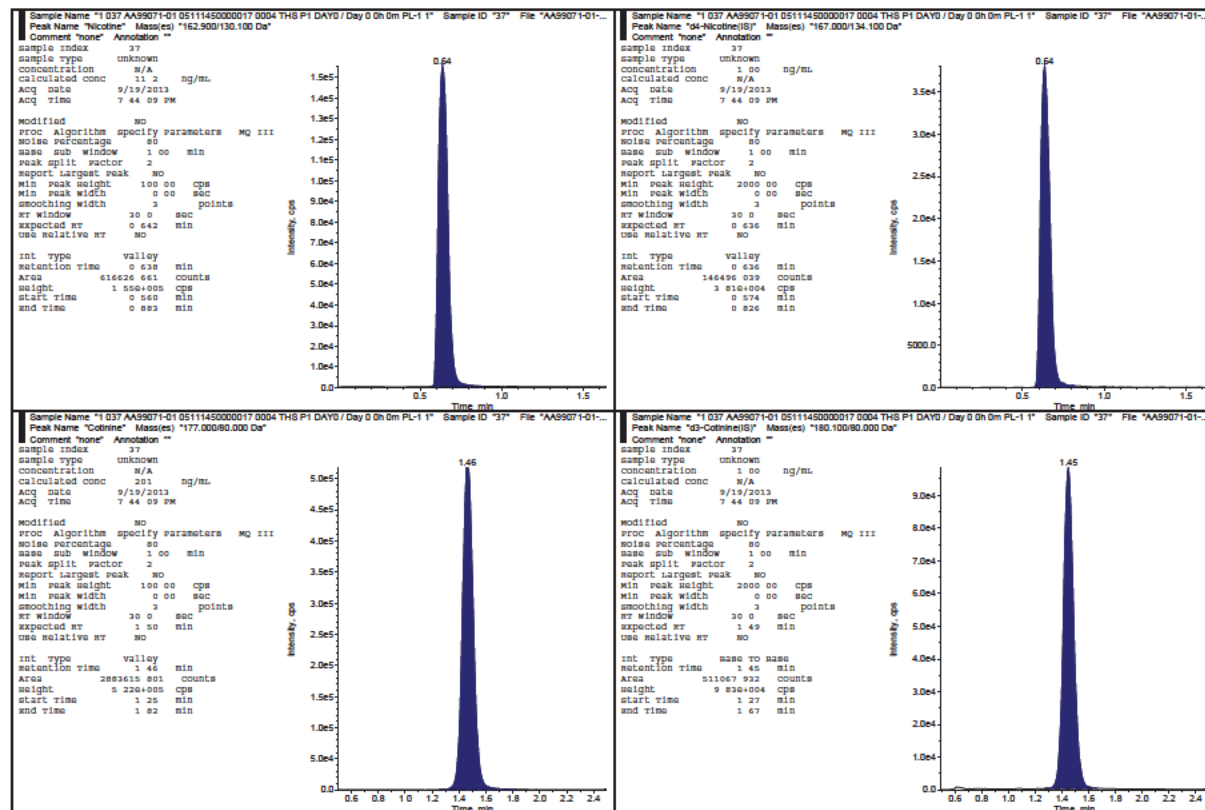 Sample Name "1 037 AA99071-01 05111450000017 0004 THS P1 DAY0 / Day 0 0h 0m PL-1 1" Sample ID "37" File "AA99071-01-...
Peak Name "Nicotine" Mass(es) "162.900/130.100 Da"
Comment "none" Annotation ""
sample Index 37
sample Type unknown
concentration N/A
calculated conc 11 2 ng/mL
Acq Date 9/19/2013
Acq Time 7 44 09 PM
Modified NO
Proc Algorithm specify Parameters MQ III
Noise Percentage 80
Base sub window 1 00 min
Peak split Factor 2
Report Largest Peak NO
Min Peak Height 100 00 cps
Min Peak width 0 00 sec
smoothing width 3 points
RT window 30 0 sec
Expected RT 0 642 min
Use Relative RT NO
Int Type valley
Retention Time 0 638 min
Area 616626 661 counts
Height 1 55e+005 cps
start Time 0 560 min
End Time 0 883 min
0.64
Intensity, cps
1.5e5
1.4e5
1.3e5
1.2e5
1.1e5
1.0e5
9.0e4
8.0e4
7.0e4
6.0e4
5.0e4
4.0e4
3.0e4
2.0e4
1.0e4
0.0
0.5 1.0 1.5
Time, min
Sample Name "1 037 AA99071-01 05111450000017 0004 THS P1 DAY0 / Day 0 0h 0m PL-1 1" Sample ID "37" File "AA99071-01-...
Peak Name "d4-Nicotine(IS)" Mass(es) "167.000/134.100 Da"
Comment "none" Annotation ""
sample Index 37
sample Type unknown
concentration 1 00 ng/mL
calculated conc N/A
Acq Date 9/19/2013
Acq Time 7 44 09 PM
Modified NO
Proc Algorithm specify Parameters MQ III
Noise Percentage 80
Base sub window 1 00 min
Peak split Factor 2
Report Largest Peak NO
Min Peak Height 2000 00 cps
Min Peak width 0 00 sec
smoothing width 3 points
RT window 30 0 sec
Expected RT 0 636 min
Use Relative RT NO
Int Type valley
Retention Time 0 636 min
Area 146496 039 counts
Height 3 81e+004 cps
start Time 0 574 min
End Time 0 826 min
0.64
Intensity, cps
3.5e4
3.0e4
2.5e4
2.0e4
1.5e4
1.0e4
5000.0
0.0
0.5 1.0 1.5
Time, min
Sample Name "1 037 AA99071-01 05111450000017 0004 THS P1 DAY0 / Day 0 0h 0m PL-1 1" Sample ID "37" File "AA99071-01-...
Peak Name "Cotinine" Mass(es) "177.000/80.000 Da"
Comment "none" Annotation ""
sample Index 37
sample Type unknown
concentration N/A
calculated conc 201 ng/mL
Acq Date 9/19/2013
Acq Time 7 44 09 PM
Modified NO
Proc Algorithm specify Parameters MQ III
Noise Percentage 80
Base sub window 1 00 min
Peak split Factor 2
Report Largest Peak NO
Min Peak Height 100 00 cps
Min Peak width 0 00 sec
smoothing width 3 points
RT window 30 0 sec
Expected RT 1 50 min
Use Relative RT NO
Int Type valley
Retention Time 1 46 min
Area 2883615 801 counts
Height 5 22e+005 cps
start Time 1 25 min
End Time 1 82 min
1.46
Intensity, cps
5.0e5
4.5e5
4.0e5
3.5e5
3.0e5
2.5e5
2.0e5
1.5e5
1.0e5
5.0e4
0.0
0.6 0.8 1.0 1.2 1.4 1.6 1.8 2.0 2.2 2.4
Time, min
Sample Name "1 037 AA99071-01 05111450000017 0004 THS P1 DAY0 / Day 0 0h 0m PL-1 1" Sample ID "37" File "AA99071-01-...
Peak Name "d3-Cotinine(IS)" Mass(es) "180.100/80.000 Da"
Comment "none" Annotation ""
sample Index 37
sample Type unknown
concentration 1 00 ng/mL
calculated conc N/A
Acq Date 9/19/2013
Acq Time 7 44 09 PM
Modified NO
Proc Algorithm specify Parameters MQ III
Noise Percentage 80
Base sub window 1 00 min
Peak split Factor 2
Report Largest Peak NO
Min Peak Height 2000 00 cps
Min Peak width 0 00 sec
smoothing width 3 points
RT window 30 0 sec
Expected RT 1 49 min
Use Relative RT NO
Int Type Base To Base
Retention Time 1 45 min
Area 511067 932 counts
Height 9 83e+004 cps
start Time 1 27 min
End Time 1 67 min
1.45
Intensity, cps
9.0e4
8.0e4
7.0e4
6.0e4
5.0e4
4.0e4
3.0e4
2.0e4
1.0e4
0.0
0.6 0.8 1.0 1.2 1.4 1.6 1.8 2.0 2.2 2.4
Time, min